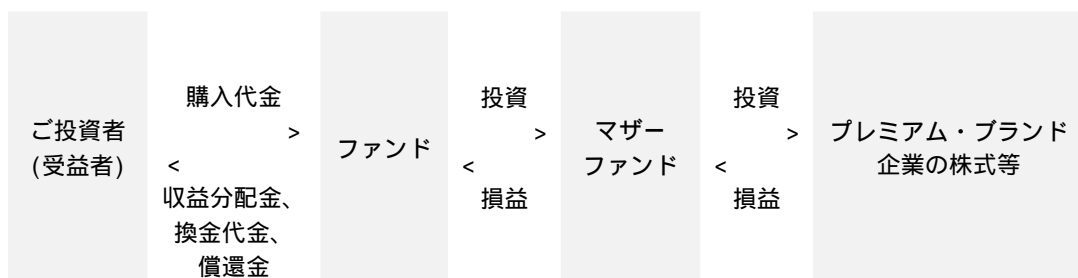 ご投資者
(受益者)
購入代金
>
<
収益分配金、
換金代金、
償還金
ファンド
投資
>
<
損益
マザー
ファンド
投資
>
<
損益
プレミアム・ブランド
企業の株式等